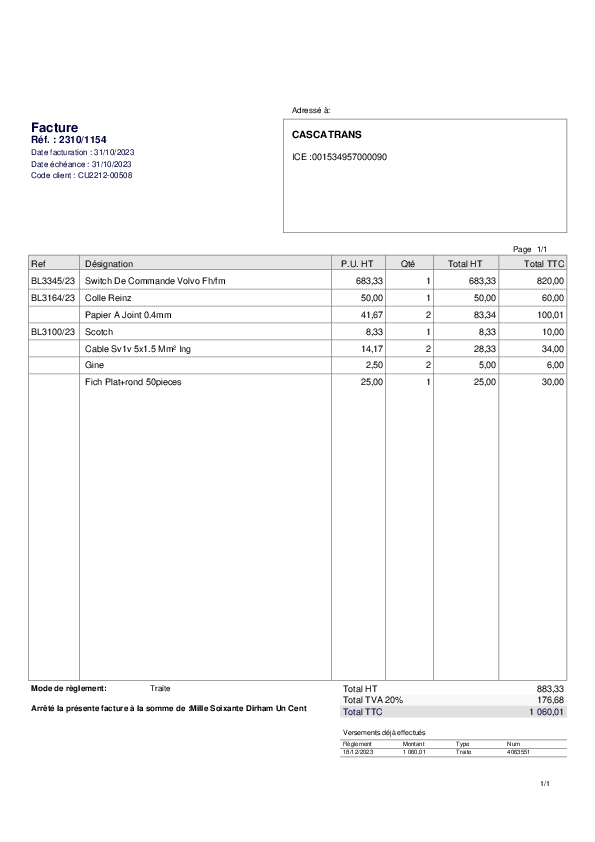 Adressé à:
Facture
Réf. : 2310/1154
Date facturation : 31/10/2023
Date échéance : 31/10/2023
Code client : CU2212-00508
CASCATRANS
ICE :001534957000090
Page 1/1
Ref Désignation P.U. HT Qté Total HT Total TTC
BL3345/23 Switch De Commande Volvo Fh/fm 683,33 1 683,33 820,00
BL3164/23 Colle Reinz 50,00 1 50,00 60,00
Papier A Joint 0.4mm 41,67 2 83,34 100,01
BL3100/23 Scotch 8,33 1 8,33 10,00
Cable Sv1v 5x1.5 Mm² Ing 14,17 2 28,33 34,00
Gine 2,50 2 5,00 6,00
Fich Plat+rond 50pieces 25,00 1 25,00 30,00
Mode de règlement: Traite
Arrêté la présente facture à la somme de :Mille Soixante Dirham Un Cent
Total HT 883,33
Total TVA 20% 176,68
Total TTC 1 060,01
Versements déjà effectués
Règlement Montant Type Num
18/12/2023 1 060,01 Traite 4063551
1/1